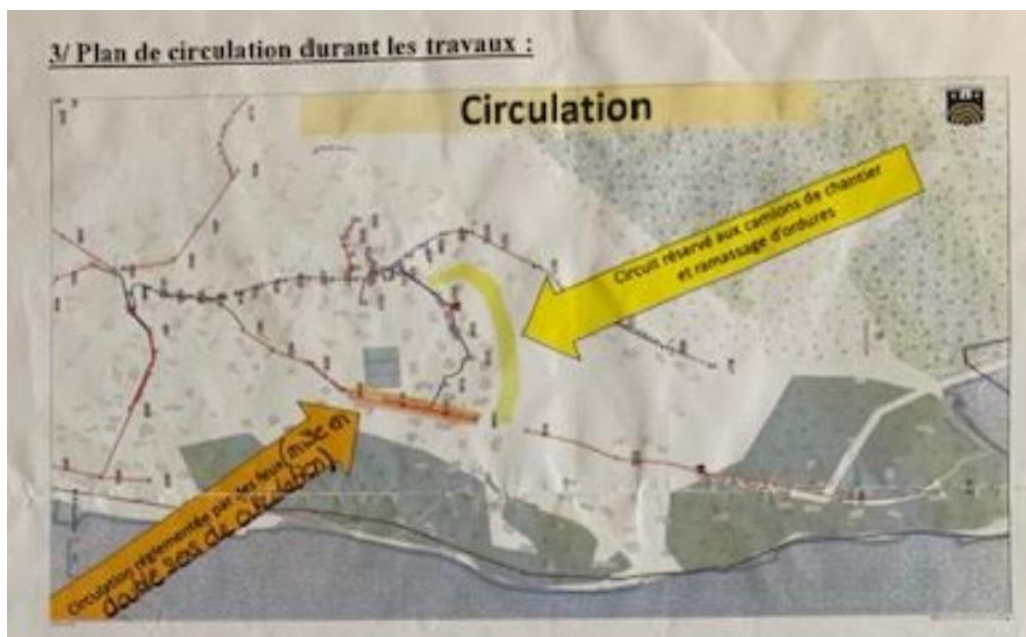 3/ Plan de circulation durant les travaux :
Circulation
Circuit réservé aux camions de chantier
et ramassage d'ordures
Circulation réglementée par des feux (mise en
double sens de circulation)